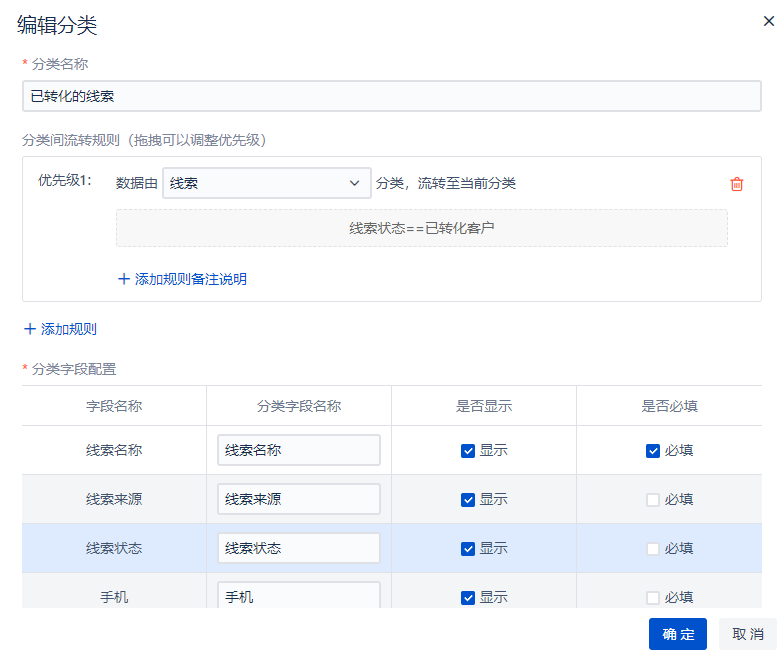 编辑分类
* 分类名称
已转化的线索
分类间流转规则（拖拽可以调整优先级）
优先级1: 数据由 线索 分类，流转至当前分类
线索状态==已转化客户
+ 添加规则备注说明
+ 添加规则
* 分类字段配置
字段名称 分类字段名称 是否显示 是否必填
线索名称 线索名称 显示 必填
线索来源 线索来源 显示 必填
线索状态 线索状态 显示 必填
手机 手机 显示 必填
确 定 取 消